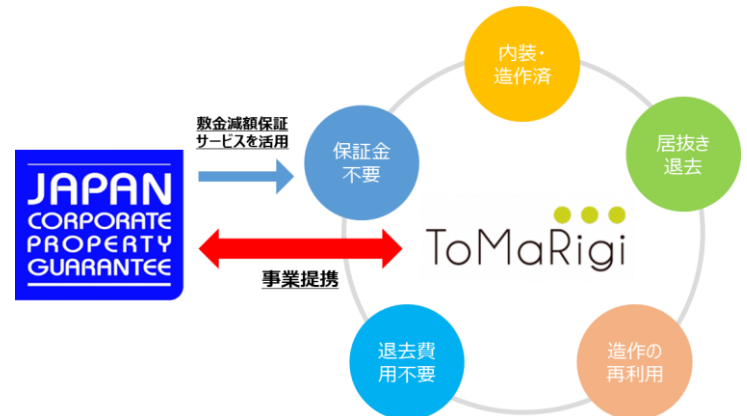 内装・
造作済
敷金減額保証
サービスを活用
保証金
不要
居抜き
退去
JAPAN
CORPORATE
PROPERTY
GUARANTEE
ToMaRigi
事業提携
退去費
用不要
造作の
再利用